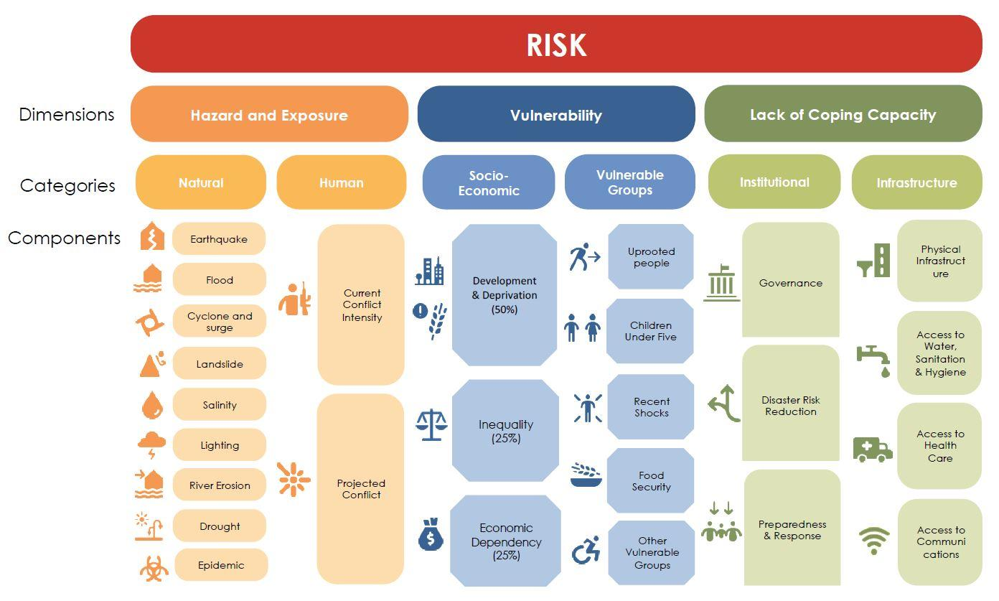 RISK
Dimensions
Hazard and Exposure
Vulnerability
Lack of Coping Capacity
Categories
Natural
Human
Socio-
Economic
Vulnerable
Groups
Institutional
Infrastructure
Components
Earthquake
Flood
Cyclone and
surge
Landslide
Salinity
Lighting
River Erosion
Drought
Epidemic
Current
Conflict
Intensity
Projected
Conflict
Development
& Deprivation
(50%)
Inequality
(25%)
Economic
Dependency
(25%)
Uprooted
people
Children
Under Five
Recent
Shocks
Food
Security
Other
Vulnerable
Groups
Governance
Disaster Risk
Reduction
Preparedness
& Response
Physical
Infrastruct
ure
Access to
Water,
Sanitation
& Hygiene
Access to
Health
Care
Access to
Communi
cations